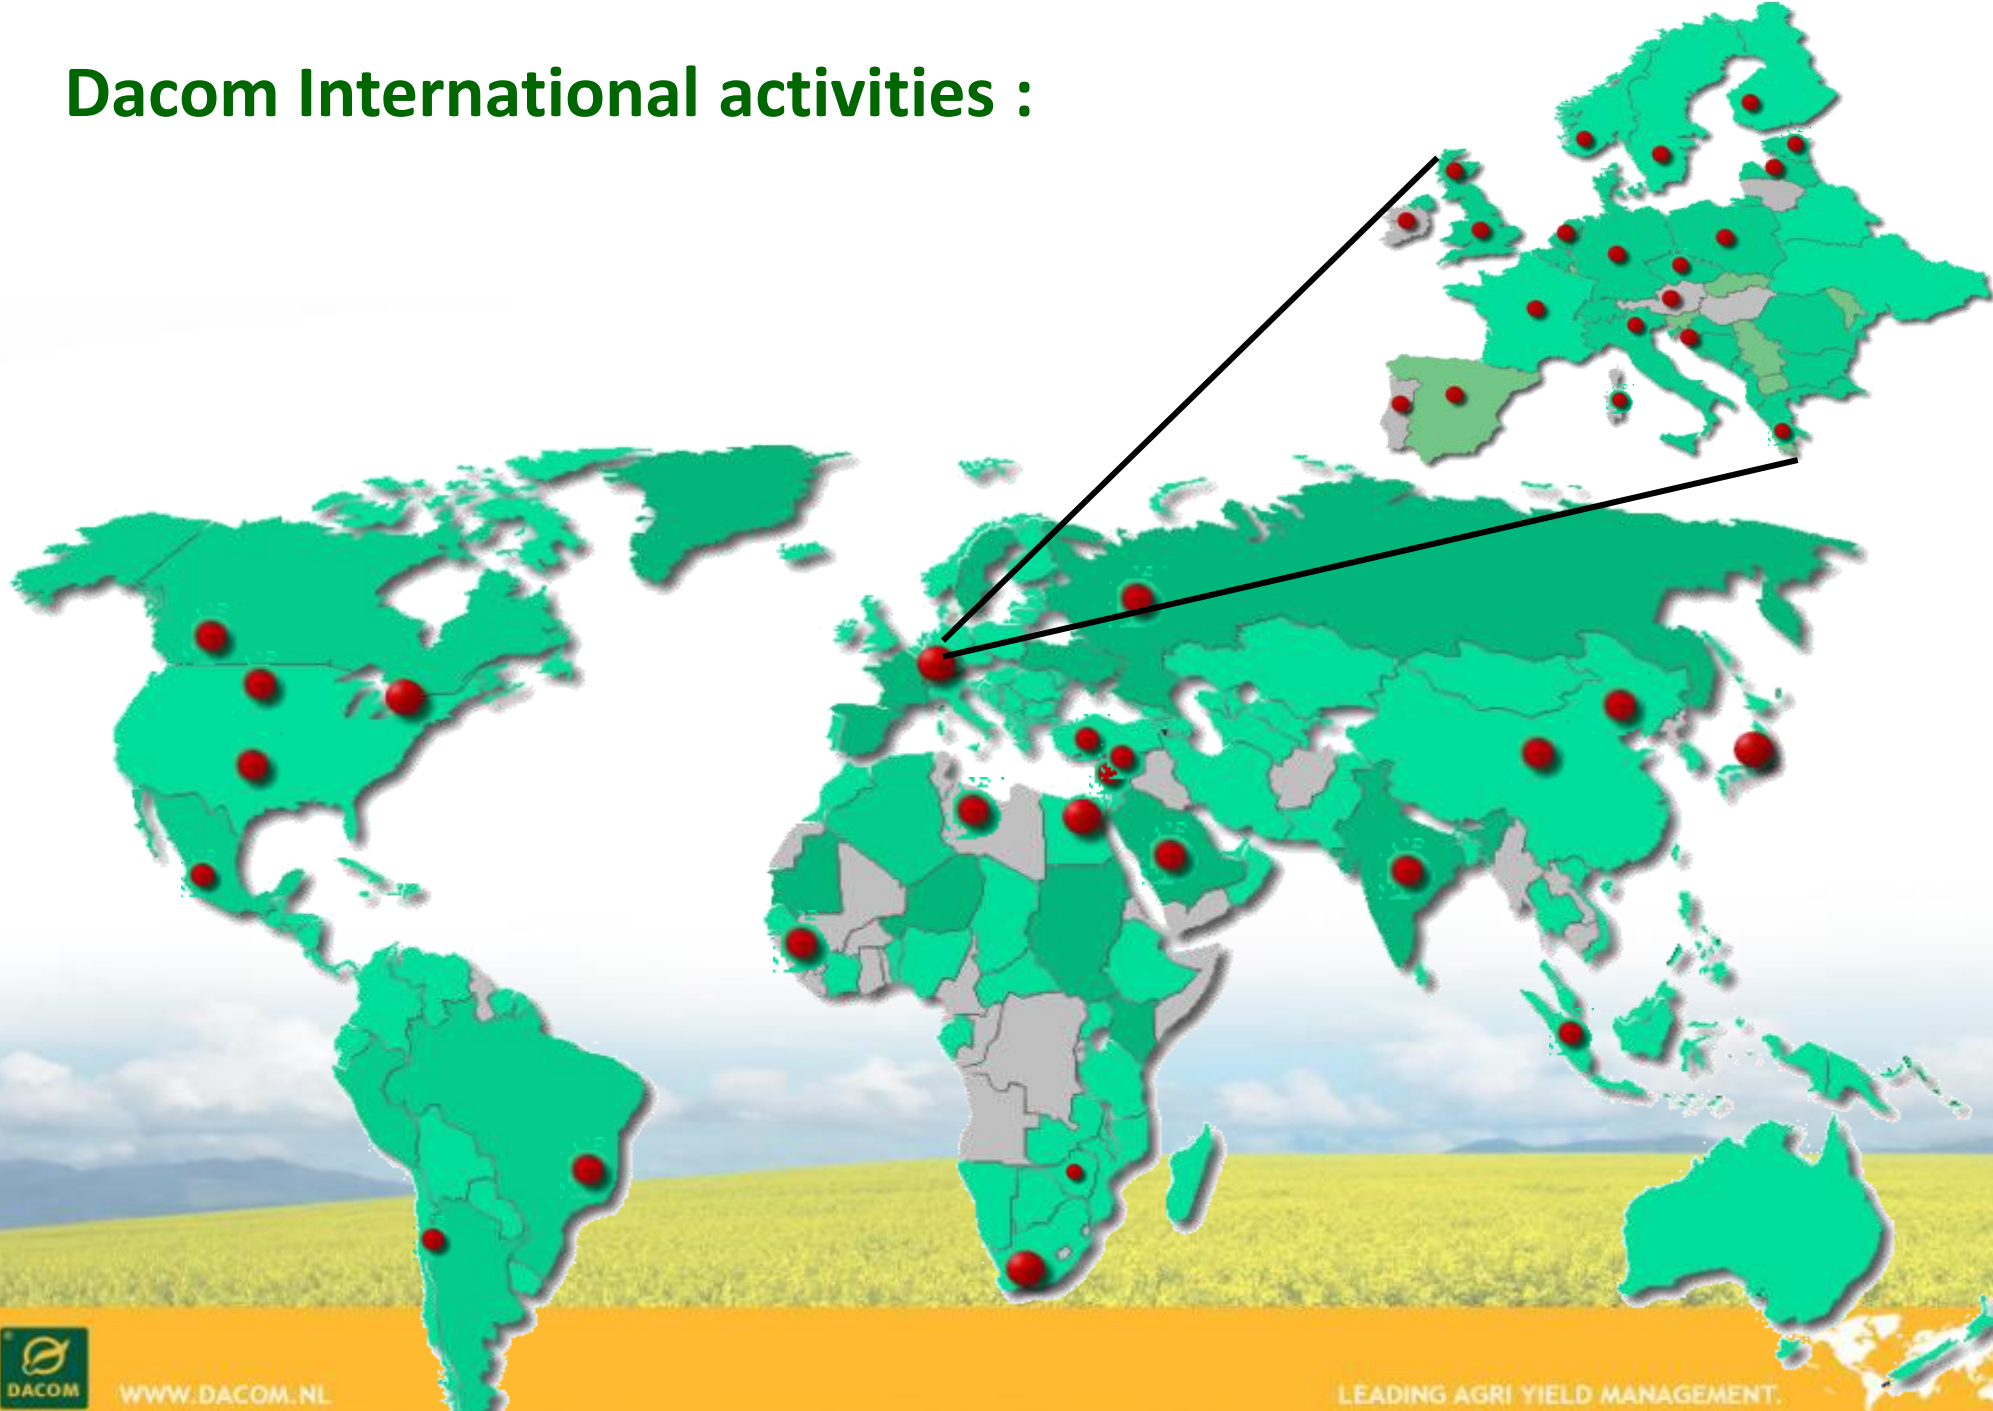 Dacom International activities :
DACOM
WWW.DACOM.NL
LEADING AGRI YIELD MANAGEMENT.